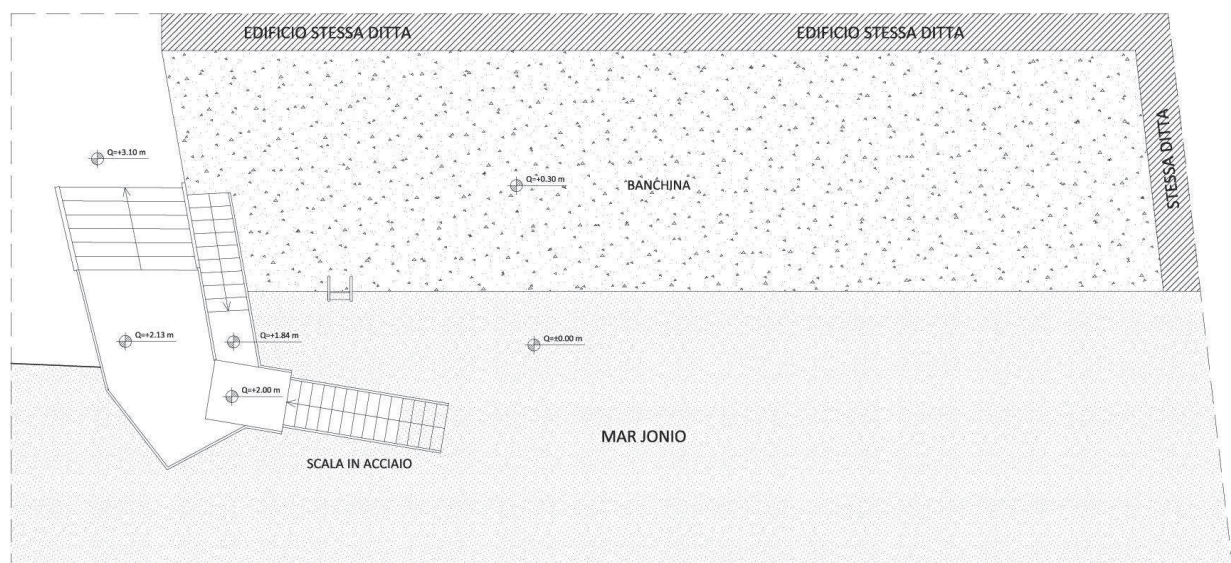 EDIFICIO STESSA DITTA
EDIFICIO STESSA DITTA
STESSA DITTA
Q=+3.10 m
Q=+0.30 m
BANCHINA
Q=+2.13 m
Q=+1.84 m
Q=±0.00 m
Q=+2.00 m
MAR JONIO
SCALA IN ACCIAIO